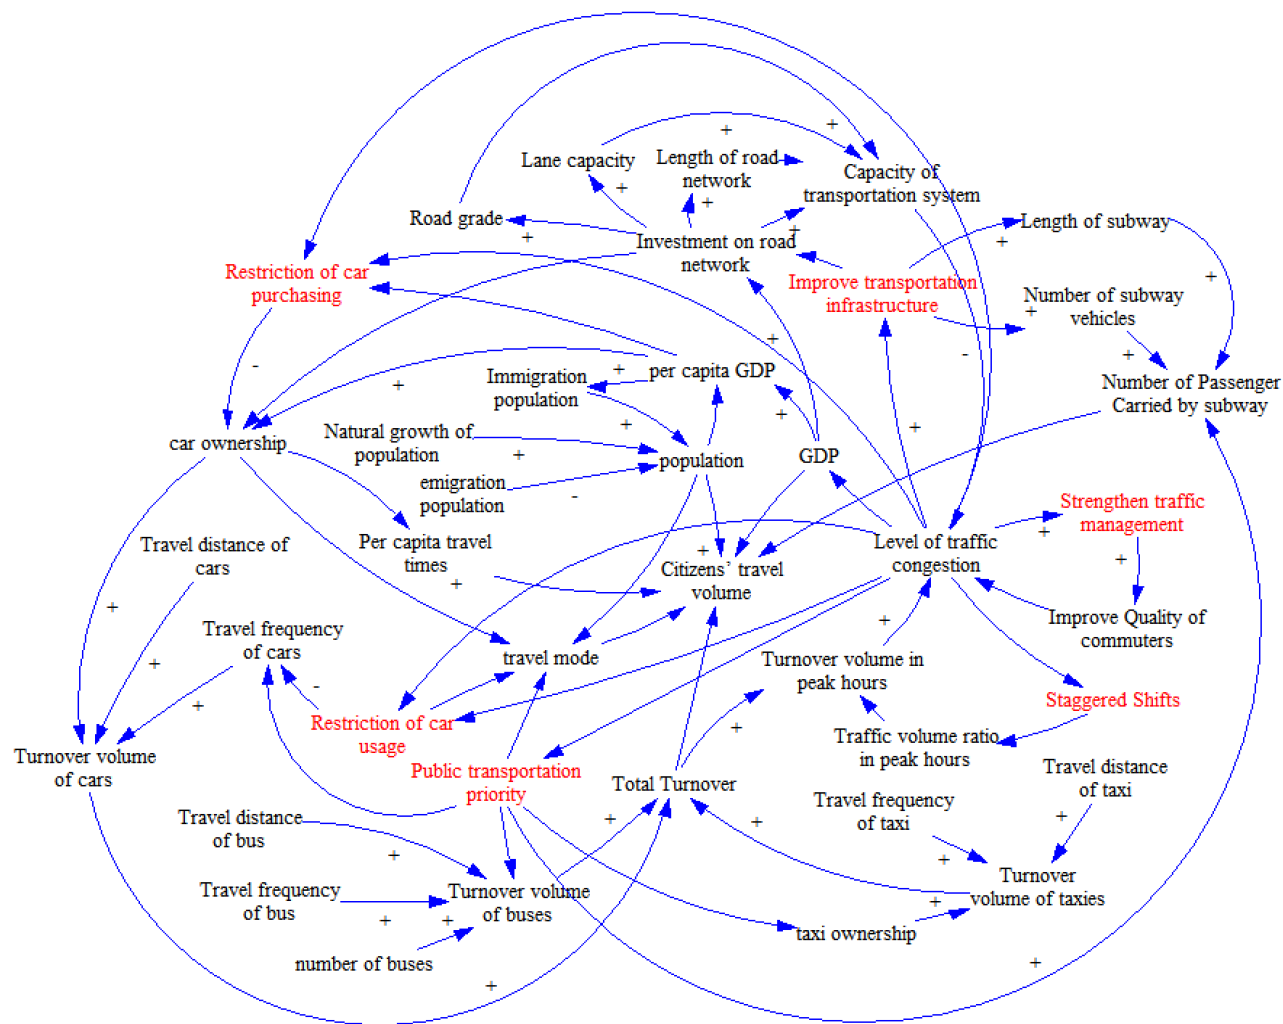 +
+
Lane capacity
Length of road
network
Capacity of
transportation system
+
+
Road grade
Length of subway
+
Investment on road
network
+
+
Restriction of car
purchasing
Improve transportation
infrastructure
+
Number of subway
vehicles
+
+
-
+
-
Immigration
population
+
per capita GDP
Number of Passenger
Carried by subway
+
+
+
+
Natural growth of
population
car ownership
+
population
GDP
emigration
population
-
Strengthen traffic
management
Travel distance of
cars
Per capita travel
times
+
Level of traffic
congestion
+
+
Citizens’ travel
volume
+
+
Improve Quality of
commuters
Travel frequency
of cars
+
travel mode
Turnover volume in
peak hours
+
-
+
Restriction of car
usage
Staggered Shifts
Turnover volume
of cars
+
Traffic volume ratio
in peak hours
Public transportation
priority
Total Turnover
Travel distance
of taxi
Travel distance
of bus
+
+
Travel frequency
of taxi
+
+
+
Travel frequency
of bus
Turnover volume
of buses
Turnover
volume of taxies
+
+
+
taxi ownership
number of buses
+
+